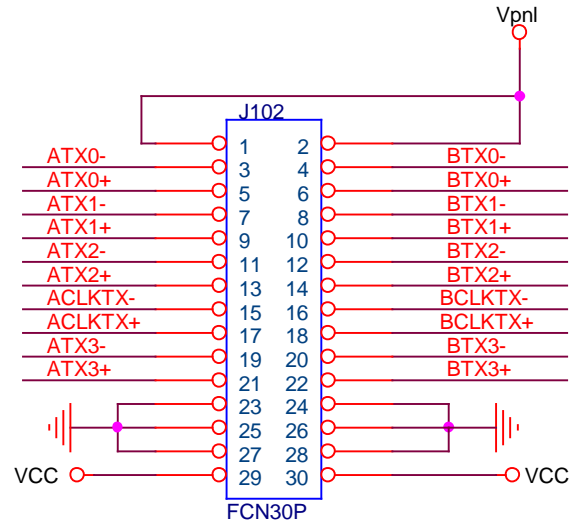 Vpnl
J102
1 2
ATX0- 3 4 BTX0-
ATX0+ 5 6 BTX0+
ATX1- 7 8 BTX1-
ATX1+ 9 10 BTX1+
ATX2- 11 12 BTX2-
ATX2+ 13 14 BTX2+
ACLKTX- 15 16 BCLKTX-
ACLKTX+ 17 18 BCLKTX+
ATX3- 19 20 BTX3-
ATX3+ 21 22 BTX3+
23 24
25 26
27 28
VCC 29 30 VCC
FCN30P